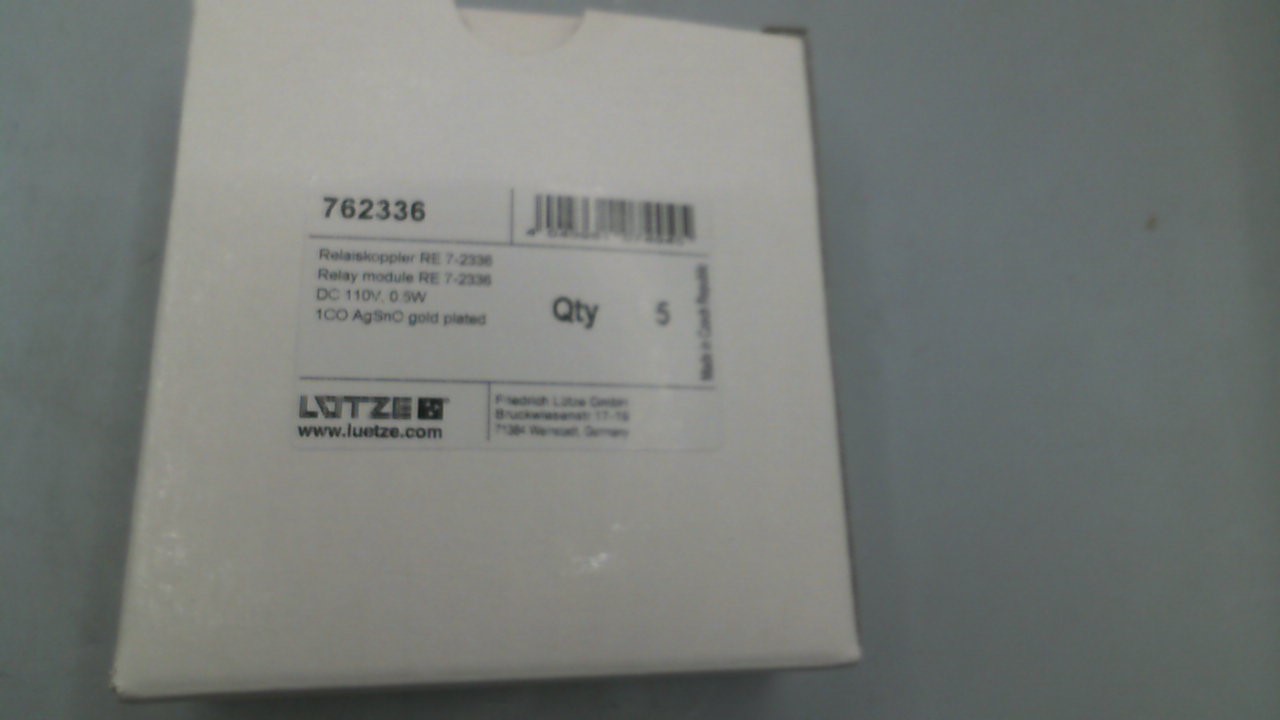 762336
Relaiskoppler RE 7-2336
Relay module RE 7-2336
DC 110V, 0.5W
1CO AgSnO gold plated
Qty 5
Made in Czech Republic
LÜTZE
www.luetze.com
Friedrich Lütze GmbH
Bruckwiesenstr. 17-19
71384 Weinstadt, Germany